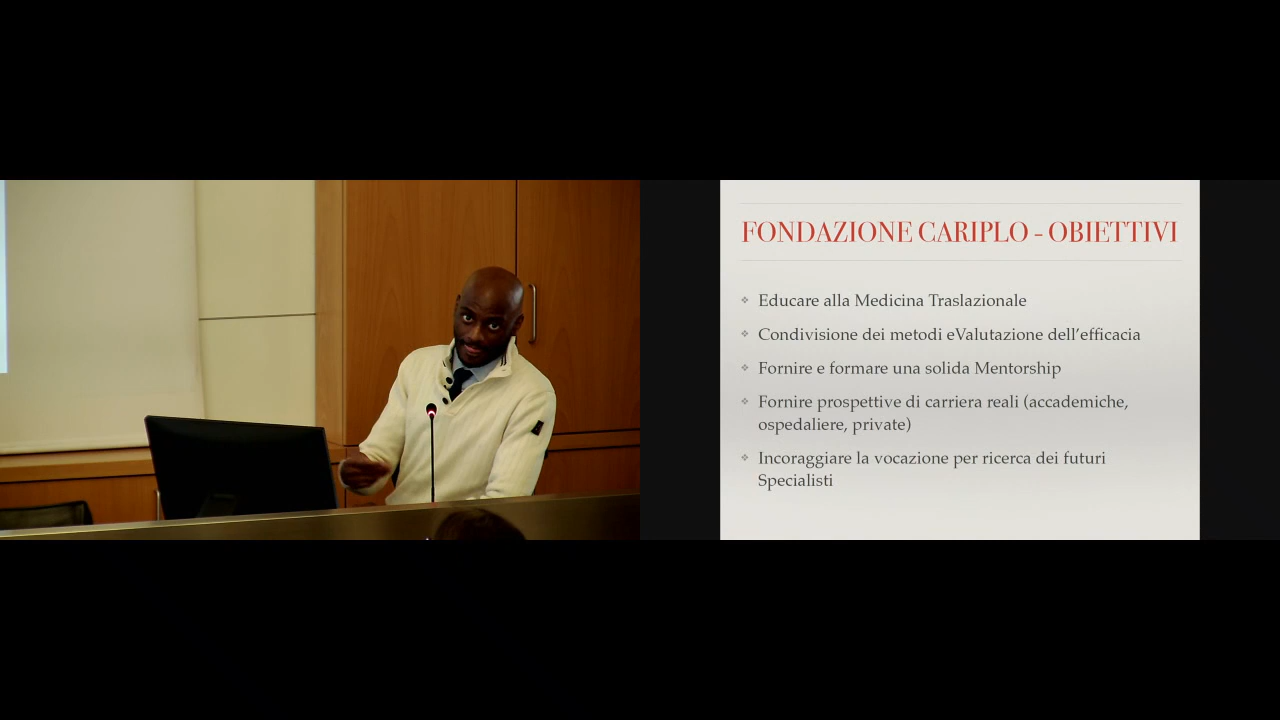 FONDAZIONE CARIPLO - OBIETTIVI
Educare alla Medicina Traslazionale
Condivisione dei metodi eValutazione dell’efficacia
Fornire e formare una solida Mentorship
Fornire prospettive di carriera reali (accademiche,
ospedaliere, private)
Incoraggiare la vocazione per ricerca dei futuri
Specialisti